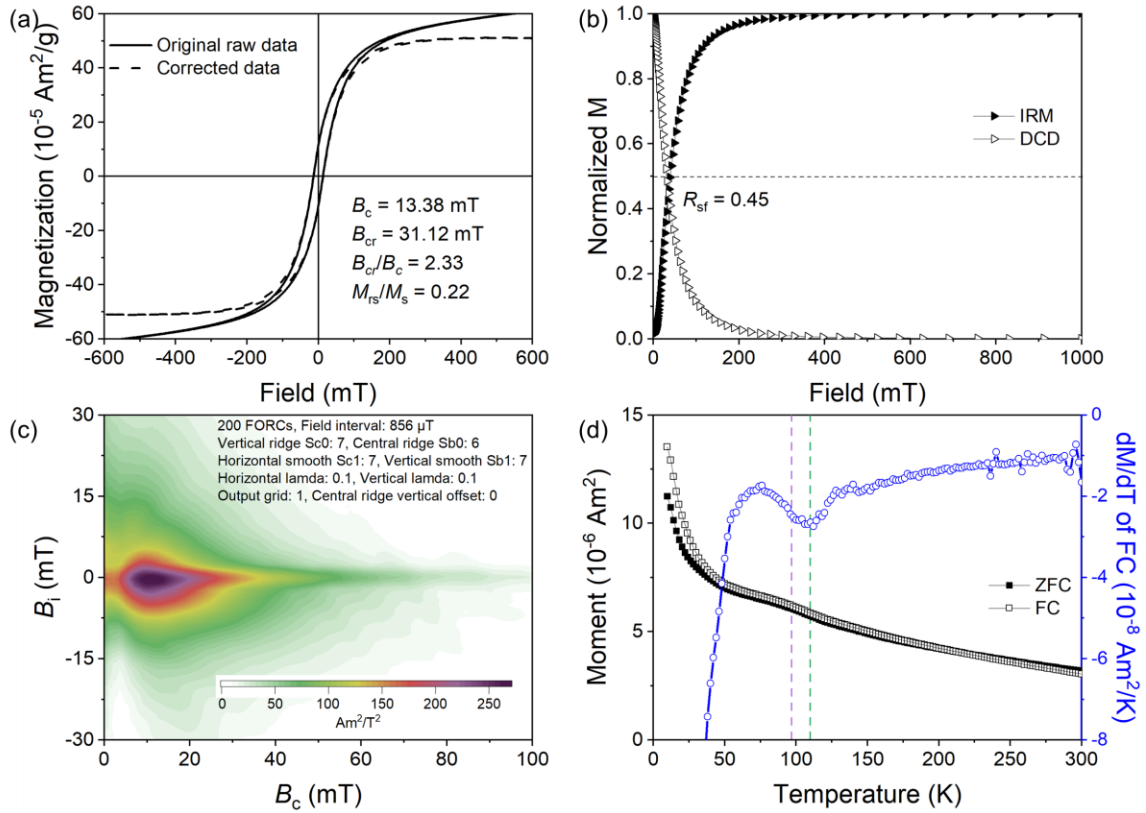 (a)
Magnetization (10⁻⁵ Am²/g)
60
40
20
0
-20
-40
-60
-600
-400
-200
0
200
400
600
Field (mT)
Original raw data
Corrected data
Bc = 13.38 mT
Bcr = 31.12 mT
Bcr/Bc = 2.33
Mrs/Ms = 0.22
(b)
Normalized M
1.0
0.8
0.6
0.4
0.2
0.0
0
200
400
600
800
1000
Field (mT)
IRM
DCD
Rsf = 0.45
(c)
Bi (mT)
30
15
0
-15
-30
0
20
40
60
80
100
Bc (mT)
200 FORCs, Field interval: 856 µT
Vertical ridge Sc0: 7, Central ridge Sb0: 6
Horizontal smooth Sc1: 7, Vertical smooth Sb1: 7
Horizontal lamda: 0.1, Vertical lamda: 0.1
Output grid: 1, Central ridge vertical offset: 0
0 50 100 150 200 250
Am²/T²
(d)
Moment (10⁻⁶ Am²)
15
10
5
0
0
50
100
150
200
250
300
Temperature (K)
ZFC
FC
0
-2
-4
-6
-8
dM/dT of FC (10⁻⁸ Am²/K)